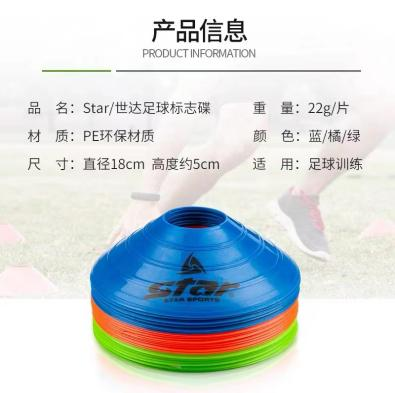 产品信息
PRODUCT INFORMATION
品 名：Star/世达足球标志碟 重 量：22g/片
材 质：PE环保材质 颜 色：蓝/橘/绿
尺 寸：直径18cm 高度约5cm 适 用：足球训练
star
STAR SPORTS